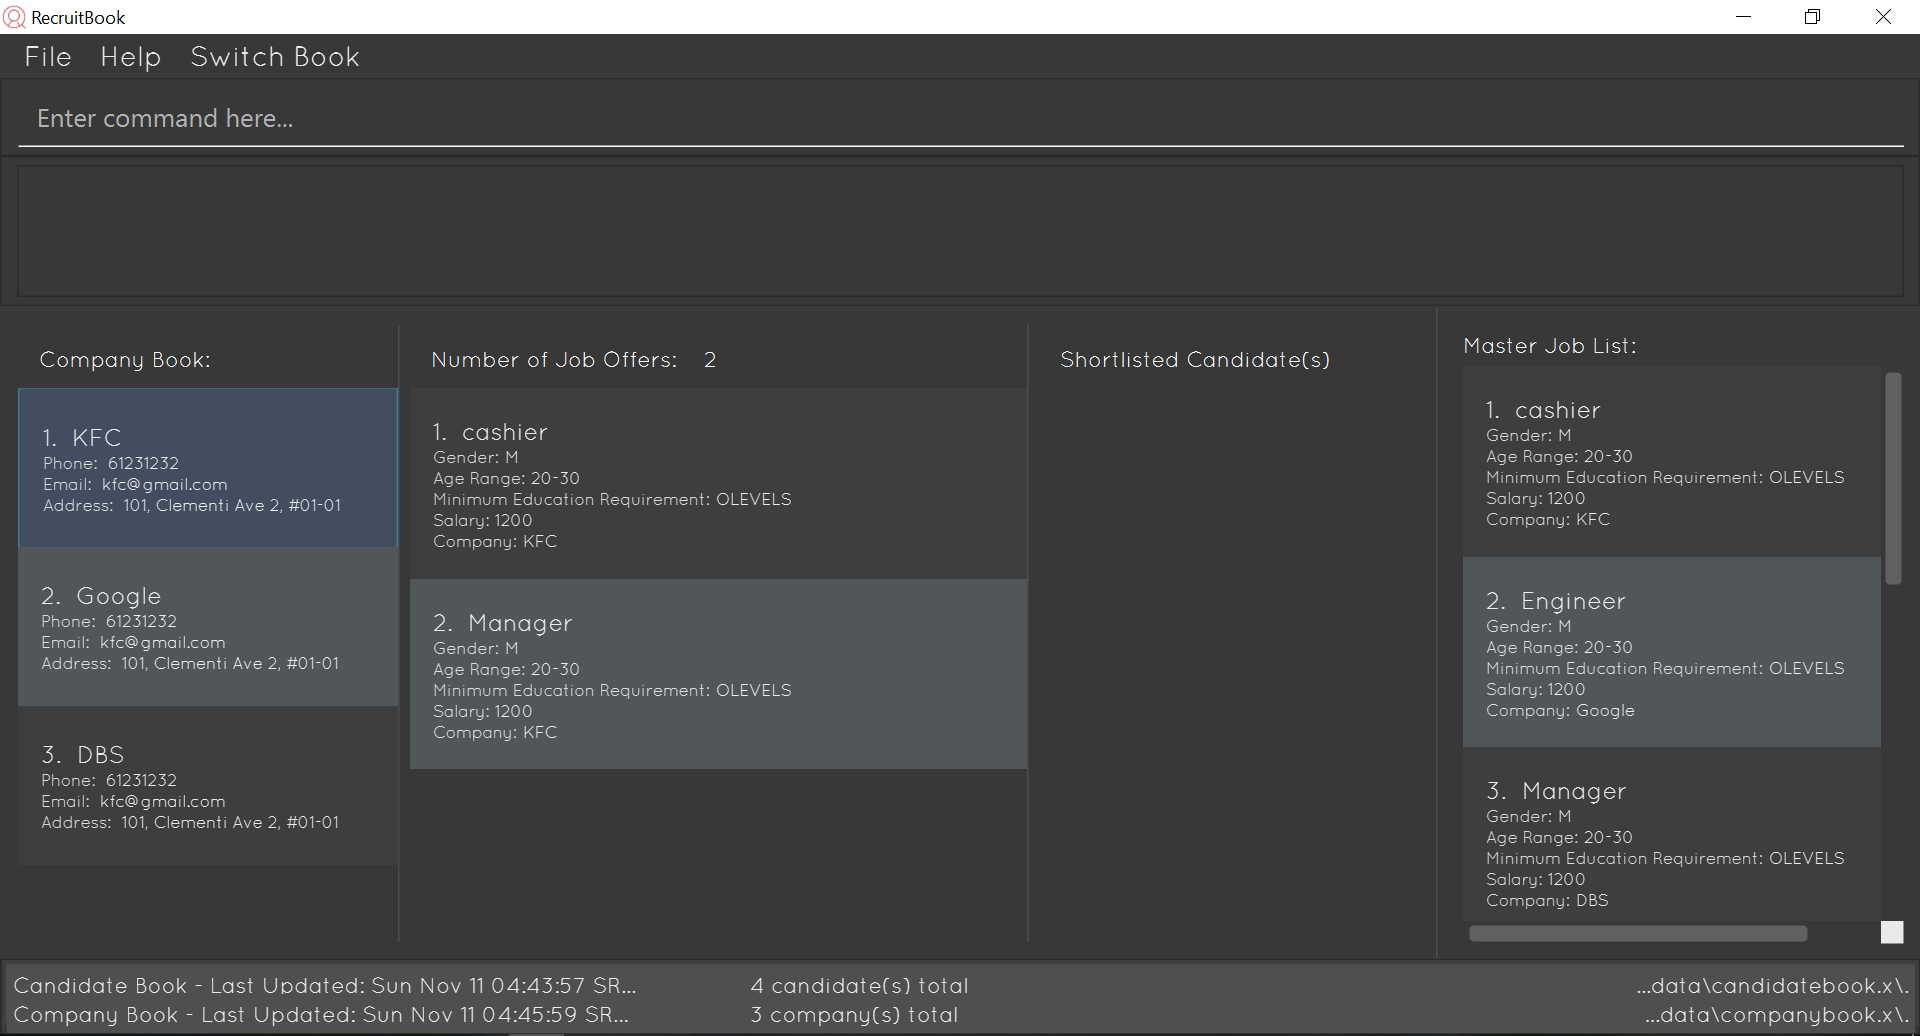 RecruitBook
File Help Switch Book
Enter command here...
Company Book:
1. KFC
Phone: 61231232
Email: kfc@gmail.com
Address: 101, Clementi Ave 2, #01-01
2. Google
Phone: 61231232
Email: kfc@gmail.com
Address: 101, Clementi Ave 2, #01-01
3. DBS
Phone: 61231232
Email: kfc@gmail.com
Address: 101, Clementi Ave 2, #01-01
Number of Job Offers: 2
1. cashier
Gender: M
Age Range: 20-30
Minimum Education Requirement: OLEVELS
Salary: 1200
Company: KFC
2. Manager
Gender: M
Age Range: 20-30
Minimum Education Requirement: OLEVELS
Salary: 1200
Company: KFC
Shortlisted Candidate(s)
Master Job List:
1. cashier
Gender: M
Age Range: 20-30
Minimum Education Requirement: OLEVELS
Salary: 1200
Company: KFC
2. Engineer
Gender: M
Age Range: 20-30
Minimum Education Requirement: OLEVELS
Salary: 1200
Company: Google
3. Manager
Gender: M
Age Range: 20-30
Minimum Education Requirement: OLEVELS
Salary: 1200
Company: DBS
Candidate Book - Last Updated: Sun Nov 11 04:43:57 SR... 4 candidate(s) total ...data\candidatebook.x\.
Company Book - Last Updated: Sun Nov 11 04:45:59 SR... 3 company(s) total ...data\companybook.x\.